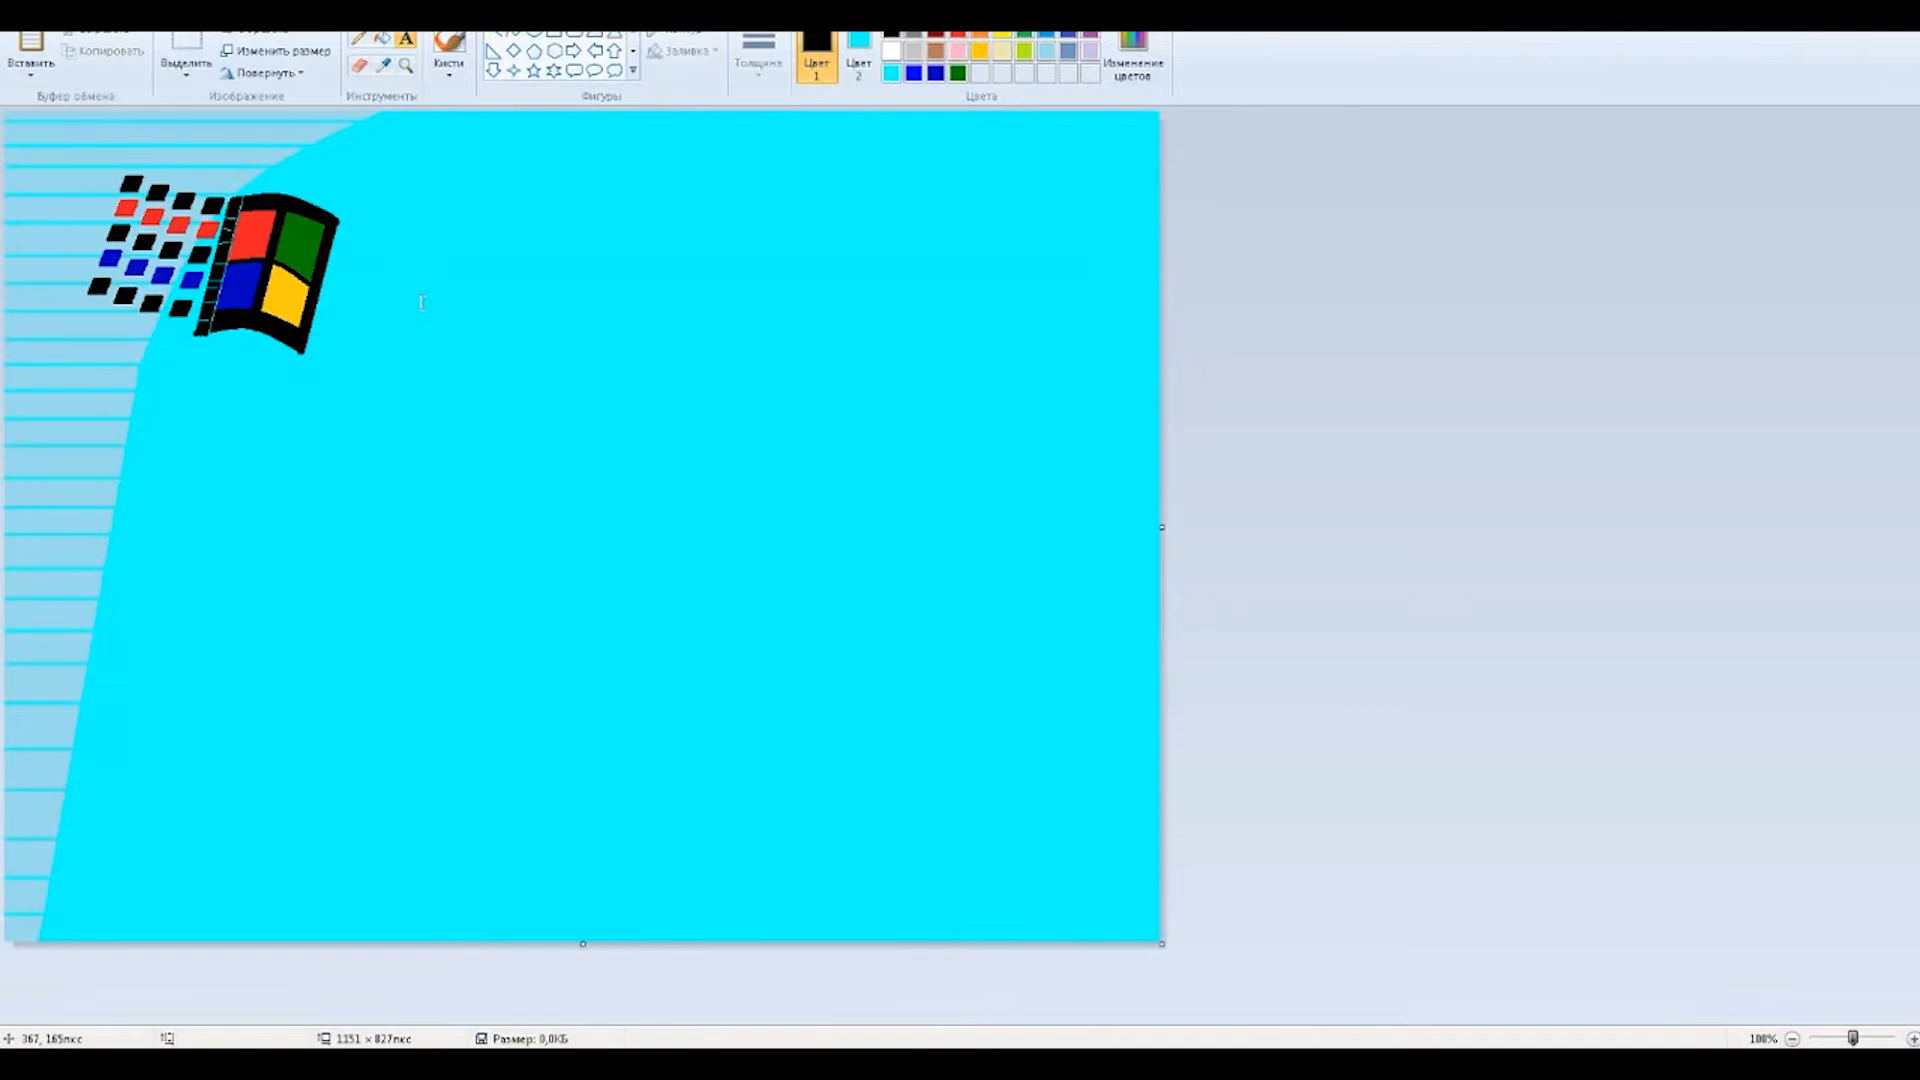 Копировать
Изменить размер
Повернуть
Вставить
Выделить
A
Кисти
Заливка
Толщина
Цвет
1
Цвет
2
Изменение
цветов
Буфер обмена
Изображение
Инструменты
Фигуры
Цвета
367, 165пкс
1151 × 827пкс
Размер: 0,0КБ
100%